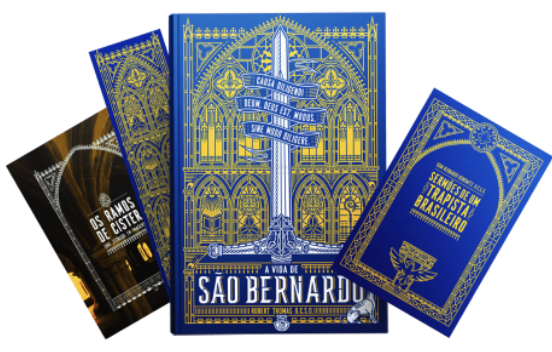 OS RAMOS
DE CISTER
CAUSA DILIGENDI
DEUM, DEUS EST. MODUS,
SINE MODO DILIGERE.
A VIDA DE
SÃO BERNARDO
ROBERT THOMAS O.C.S.O.
SERMÕES DE UM
TRAPISTA
BRASILEIRO